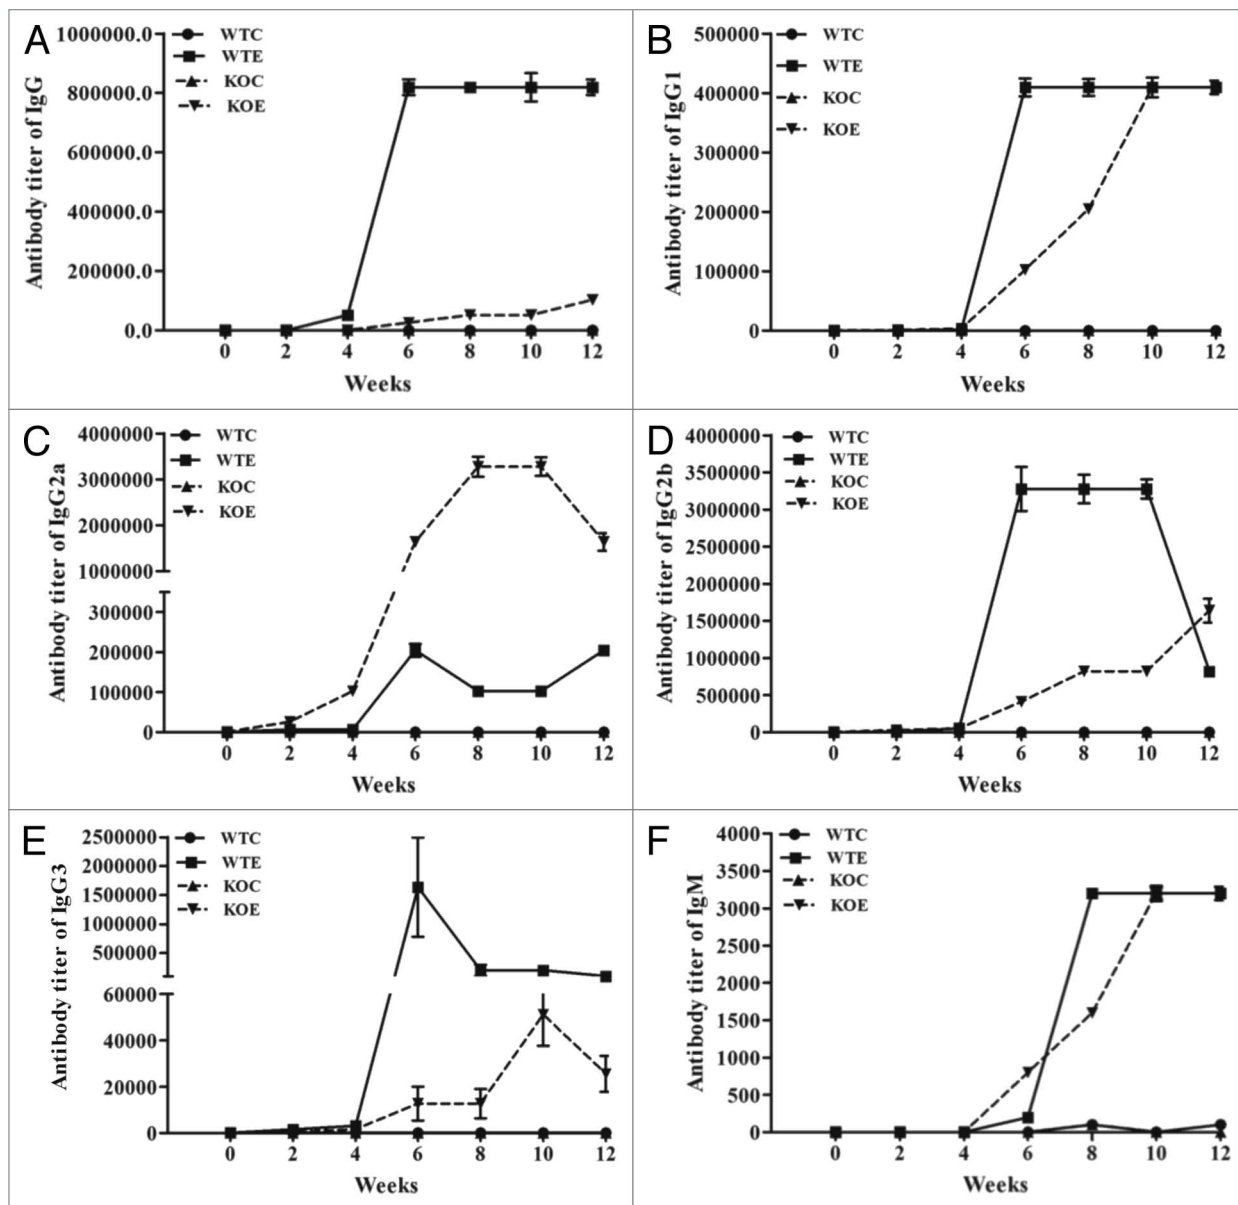 A
Antibody titer of IgG
1000000.0
800000.0
600000.0
400000.0
200000.0
0.0
WTC
WTE
KOC
KOE
0 2 4 6 8 10 12
Weeks
B
Antibody titer of IgG1
500000
400000
300000
200000
100000
0
WTC
WTE
KOC
KOE
0 2 4 6 8 10 12
Weeks
C
Antibody titer of IgG2a
4000000
3000000
2000000
1000000
300000
200000
100000
0
WTC
WTE
KOC
KOE
0 2 4 6 8 10 12
Weeks
D
Antibody titer of IgG2b
4000000
3500000
3000000
2500000
2000000
1500000
1000000
500000
0
WTC
WTE
KOC
KOE
0 2 4 6 8 10 12
Weeks
E
Antibody titer of IgG3
2500000
2000000
1500000
1000000
500000
60000
40000
20000
0
WTC
WTE
KOC
KOE
0 2 4 6 8 10 12
Weeks
F
Antibody titer of IgM
4000
3500
3000
2500
2000
1500
1000
500
0
WTC
WTE
KOC
KOE
0 2 4 6 8 10 12
Weeks